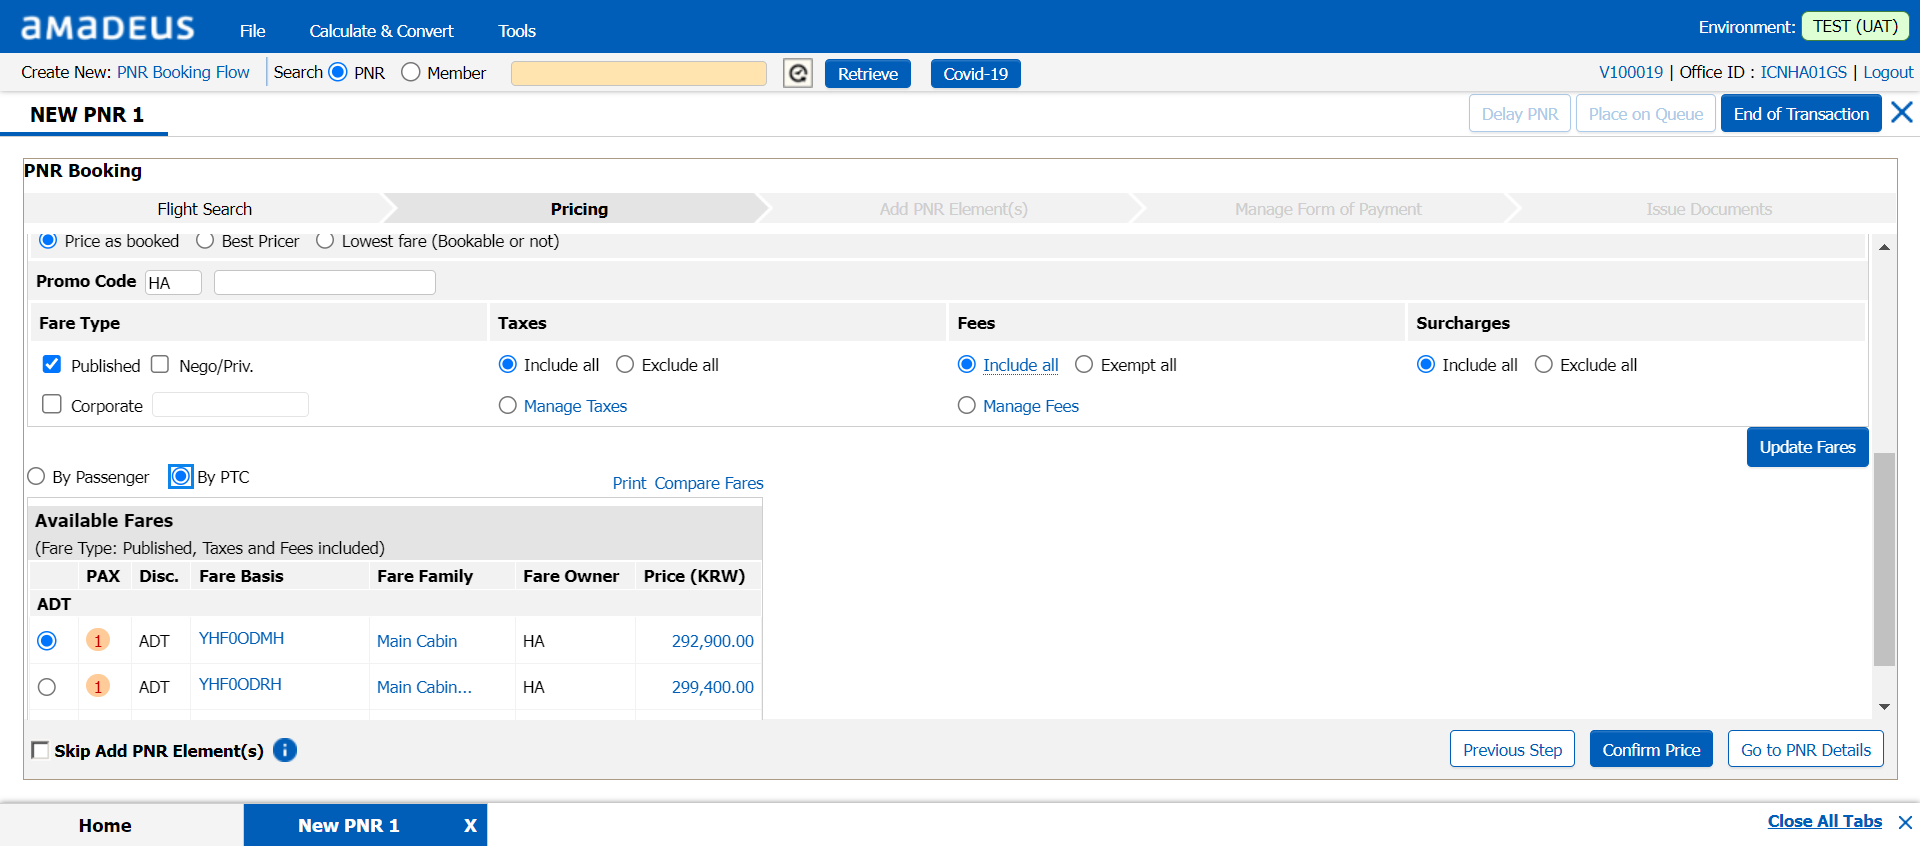 amadeus File Calculate & Convert Tools Environment: TEST (UAT)
Create New: PNR Booking Flow Search PNR Member Retrieve Covid-19 V100019 | Office ID : ICNHA01GS | Logout
NEW PNR 1 Delay PNR Place on Queue End of Transaction
PNR Booking
Flight Search Pricing Add PNR Element(s) Manage Form of Payment Issue Documents
Price as booked Best Pricer Lowest fare (Bookable or not)
Promo Code HA
Fare Type Taxes Fees Surcharges
Published Nego/Priv. Include all Exclude all Include all Exempt all Include all Exclude all
Corporate Manage Taxes Manage Fees
Update Fares
By Passenger By PTC Print Compare Fares
Available Fares
(Fare Type: Published, Taxes and Fees included)
PAX Disc. Fare Basis Fare Family Fare Owner Price (KRW)
ADT
1 ADT YHF0ODMH Main Cabin HA 292,900.00
1 ADT YHF0ODRH Main Cabin... HA 299,400.00
Skip Add PNR Element(s) i Previous Step Confirm Price Go to PNR Details
Home New PNR 1 X Close All Tabs